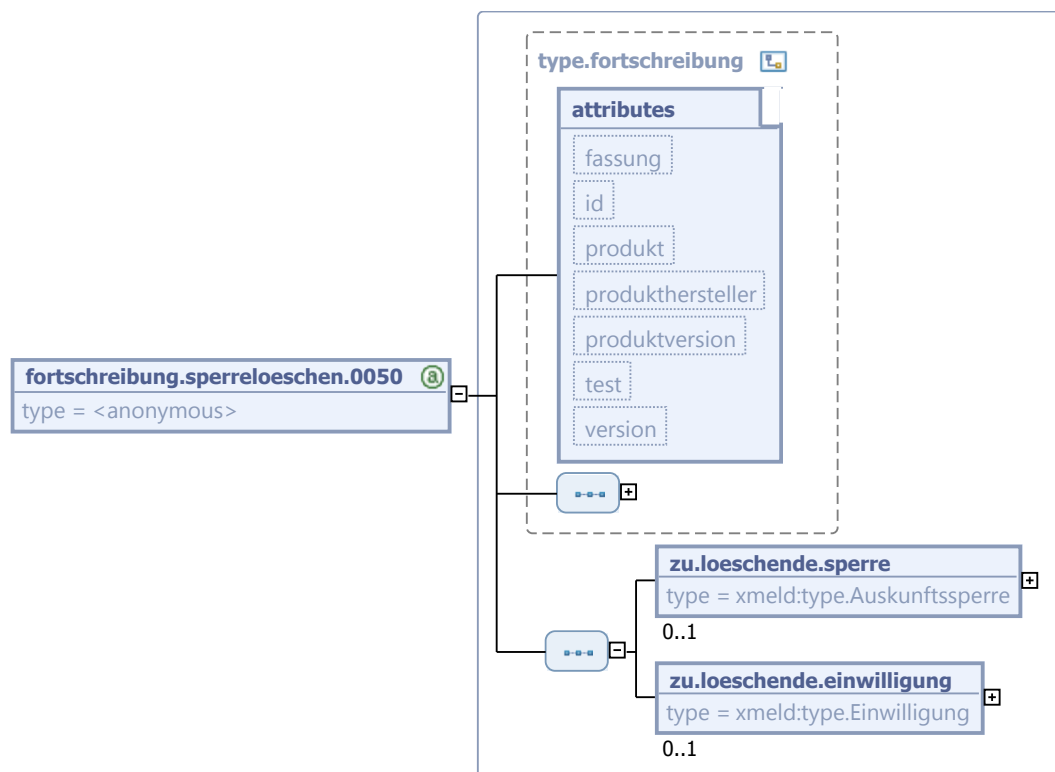 type.fortschreibung
attributes
fassung
id
produkt
produkthersteller
produktversion
test
version
fortschreibung.sperreloeschen.0050 @
type = <anonymous>
zu.loeschende.sperre
type = xmeld:type.Auskunftssperre
0..1
zu.loeschende.einwilligung
type = xmeld:type.Einwilligung
0..1